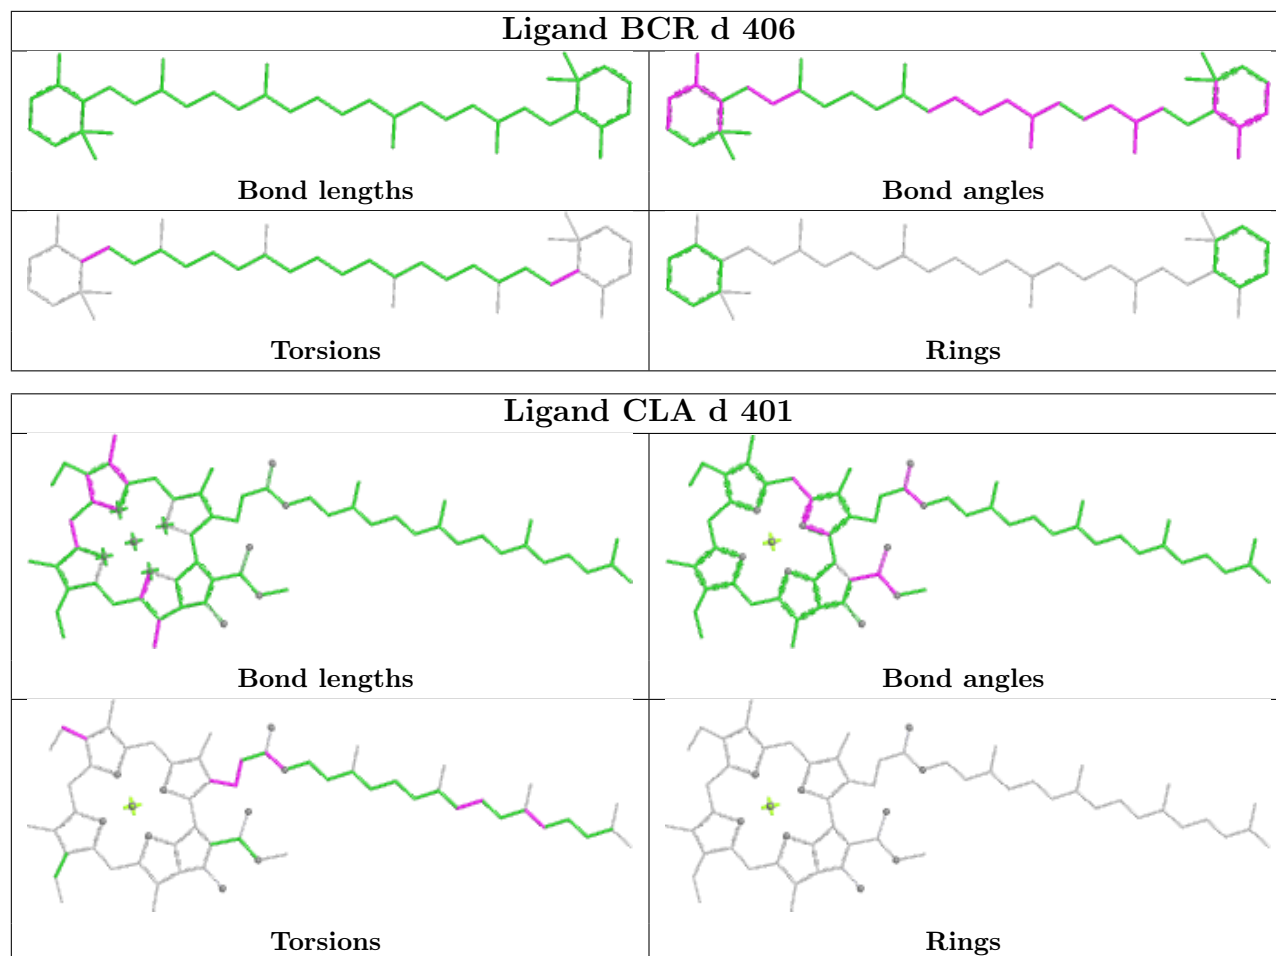 Ligand BCR d 406
Bond lengths
Bond angles
Torsions
Rings
Ligand CLA d 401
Bond lengths
Bond angles
Torsions
Rings